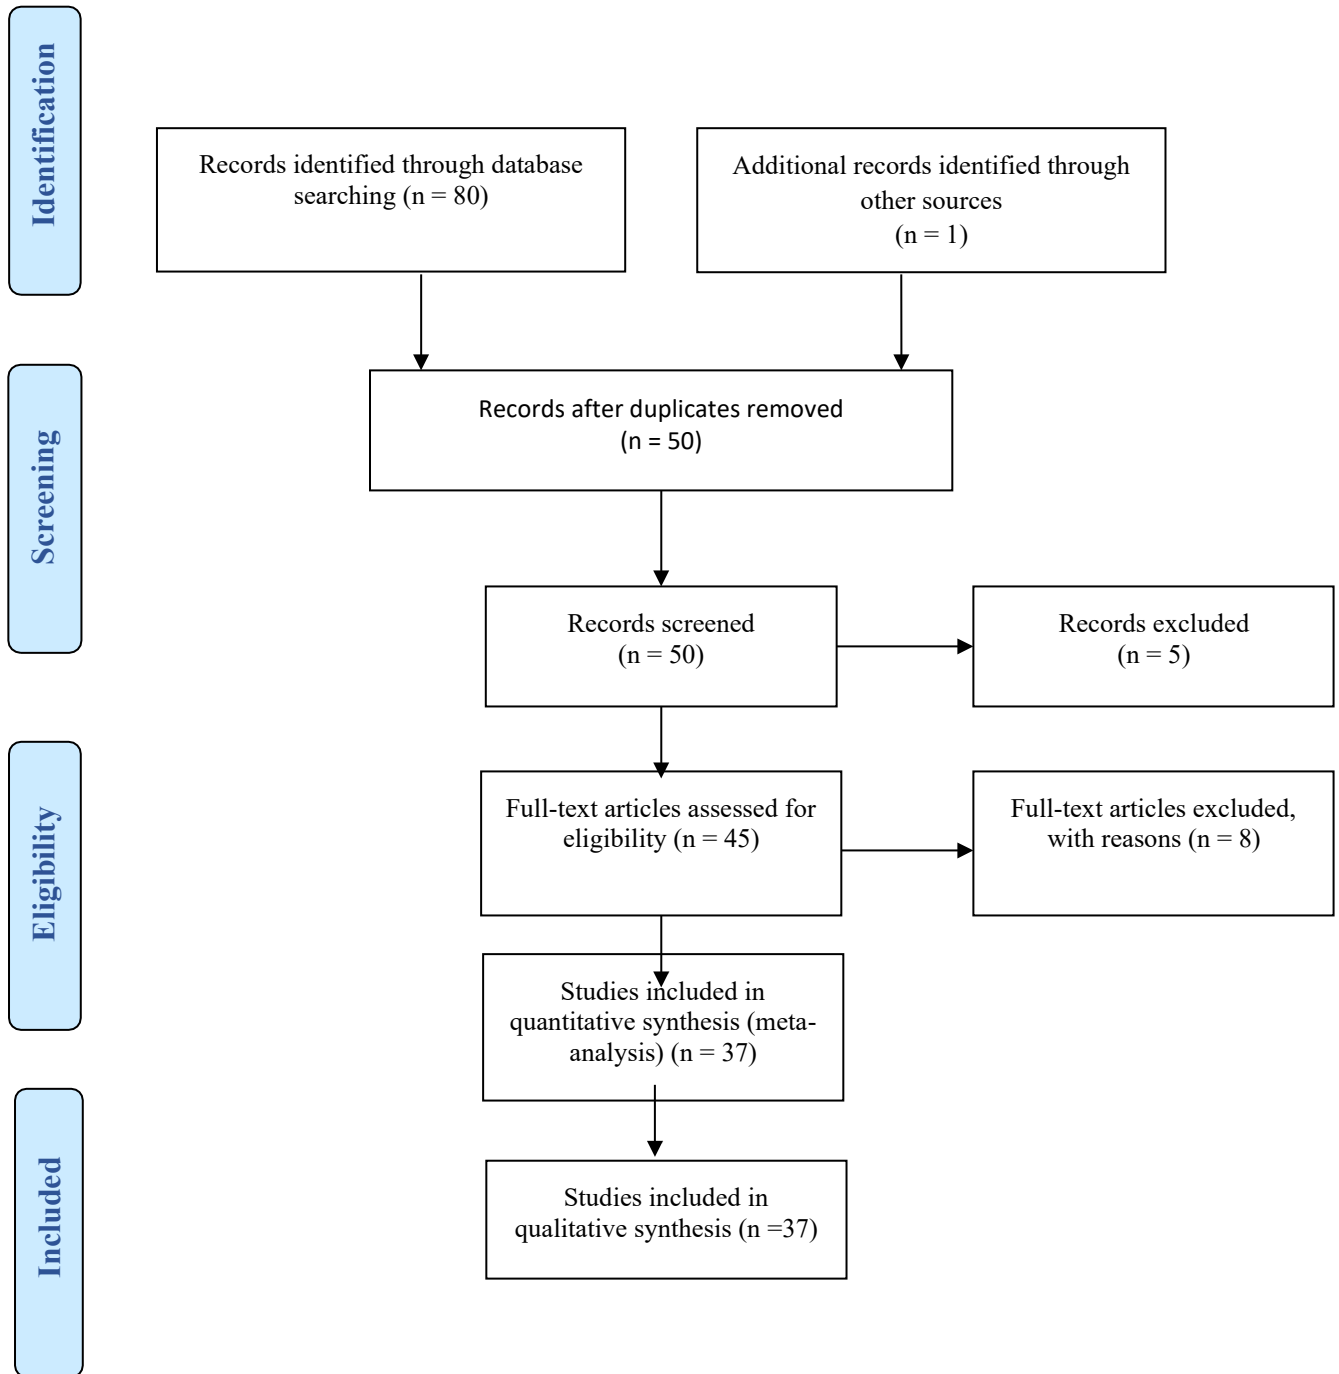 Identification
Records identified through database
searching (n = 80)
Additional records identified through
other sources
(n = 1)
Screening
Records after duplicates removed
(n = 50)
Records screened
(n = 50)
Records excluded
(n = 5)
Eligibility
Full-text articles assessed for
eligibility (n = 45)
Full-text articles excluded,
with reasons (n = 8)
Studies included in
quantitative synthesis (meta-
analysis) (n = 37)
Included
Studies included in
qualitative synthesis (n =37)